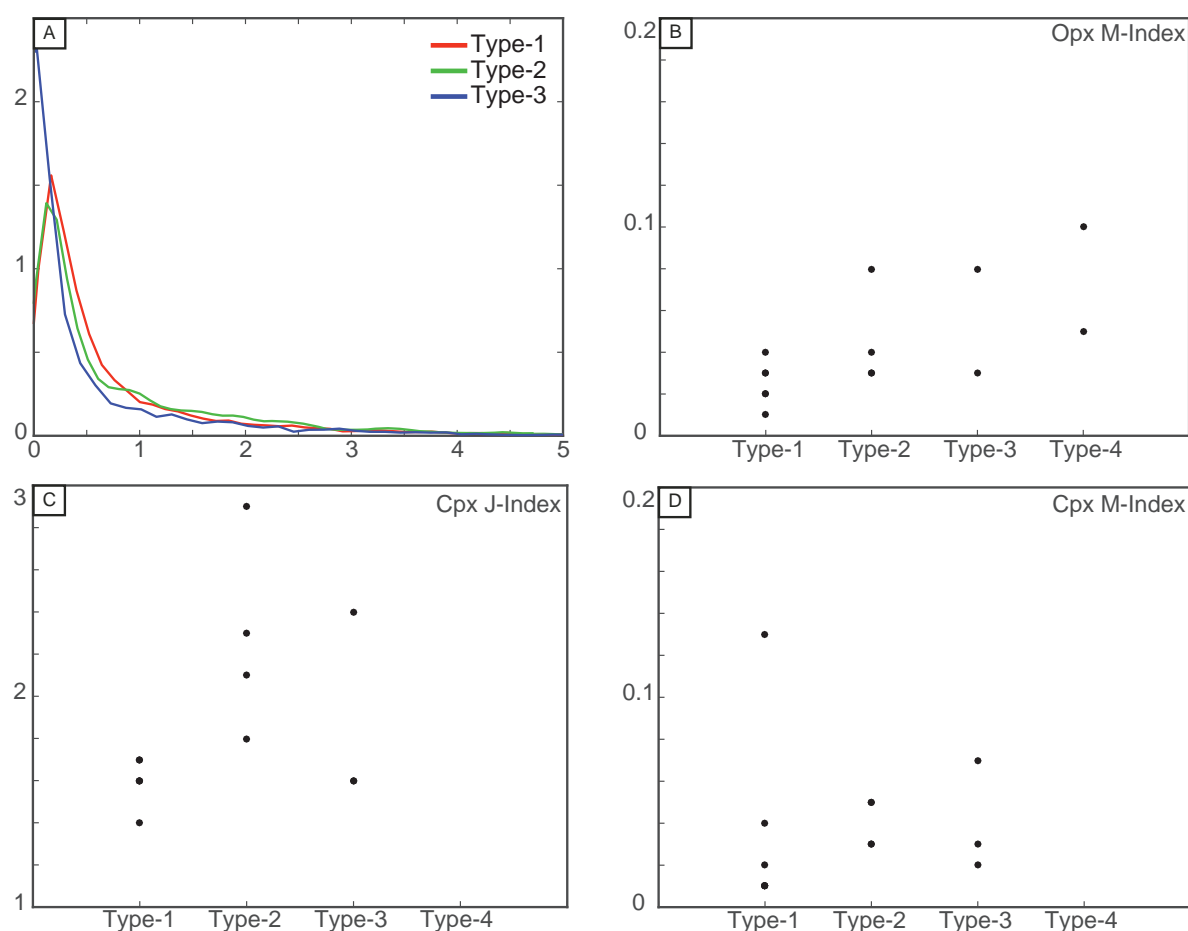 A
Type-1
Type-2
Type-3
2
1
0
0 1 2 3 4 5
B
Opx M-Index
0.2
0.1
0
Type-1 Type-2 Type-3 Type-4
C
Cpx J-Index
3
2
1
Type-1 Type-2 Type-3 Type-4
D
Cpx M-Index
0.2
0.1
0
Type-1 Type-2 Type-3 Type-4